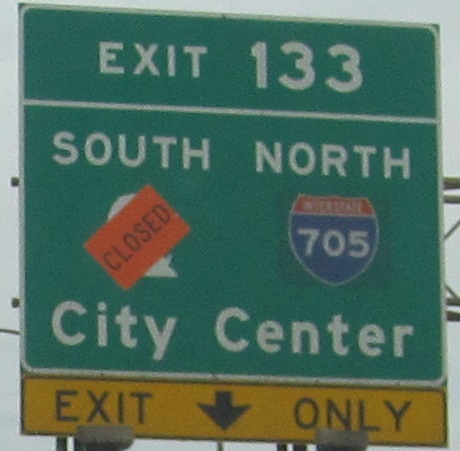 EXIT 133
SOUTH NORTH
CLOSED
INTERSTATE
705
City Center
EXIT ONLY